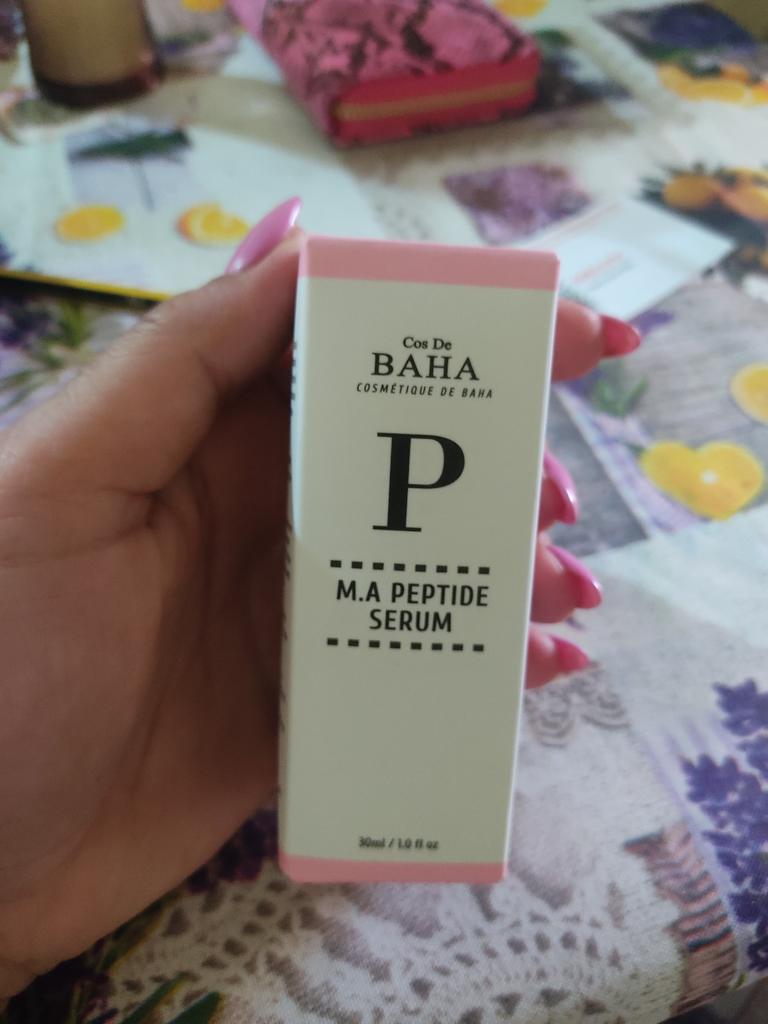 Cos De
BAHA
COSMÉTIQUE DE BAHA
P
M.A PEPTIDE
SERUM
30ml / 1.0 fl oz